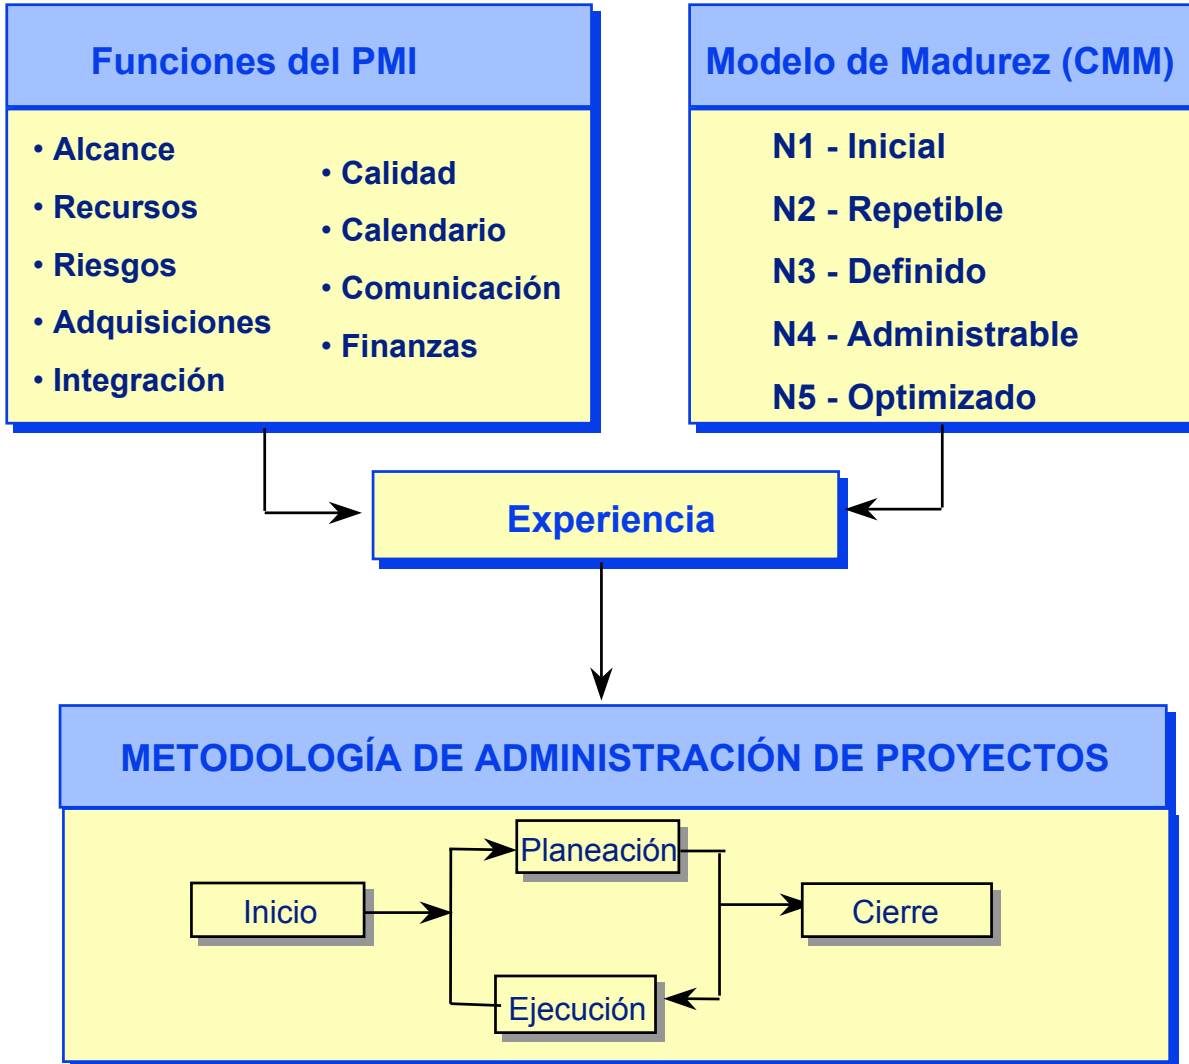 Funciones del PMI
• Alcance
• Recursos
• Riesgos
• Adquisiciones
• Integración
• Calidad
• Calendario
• Comunicación
• Finanzas
Modelo de Madurez (CMM)
N1 - Inicial
N2 - Repetible
N3 - Definido
N4 - Administrable
N5 - Optimizado
Experiencia
METODOLOGÍA DE ADMINISTRACIÓN DE PROYECTOS
Inicio
Planeación
Ejecución
Cierre